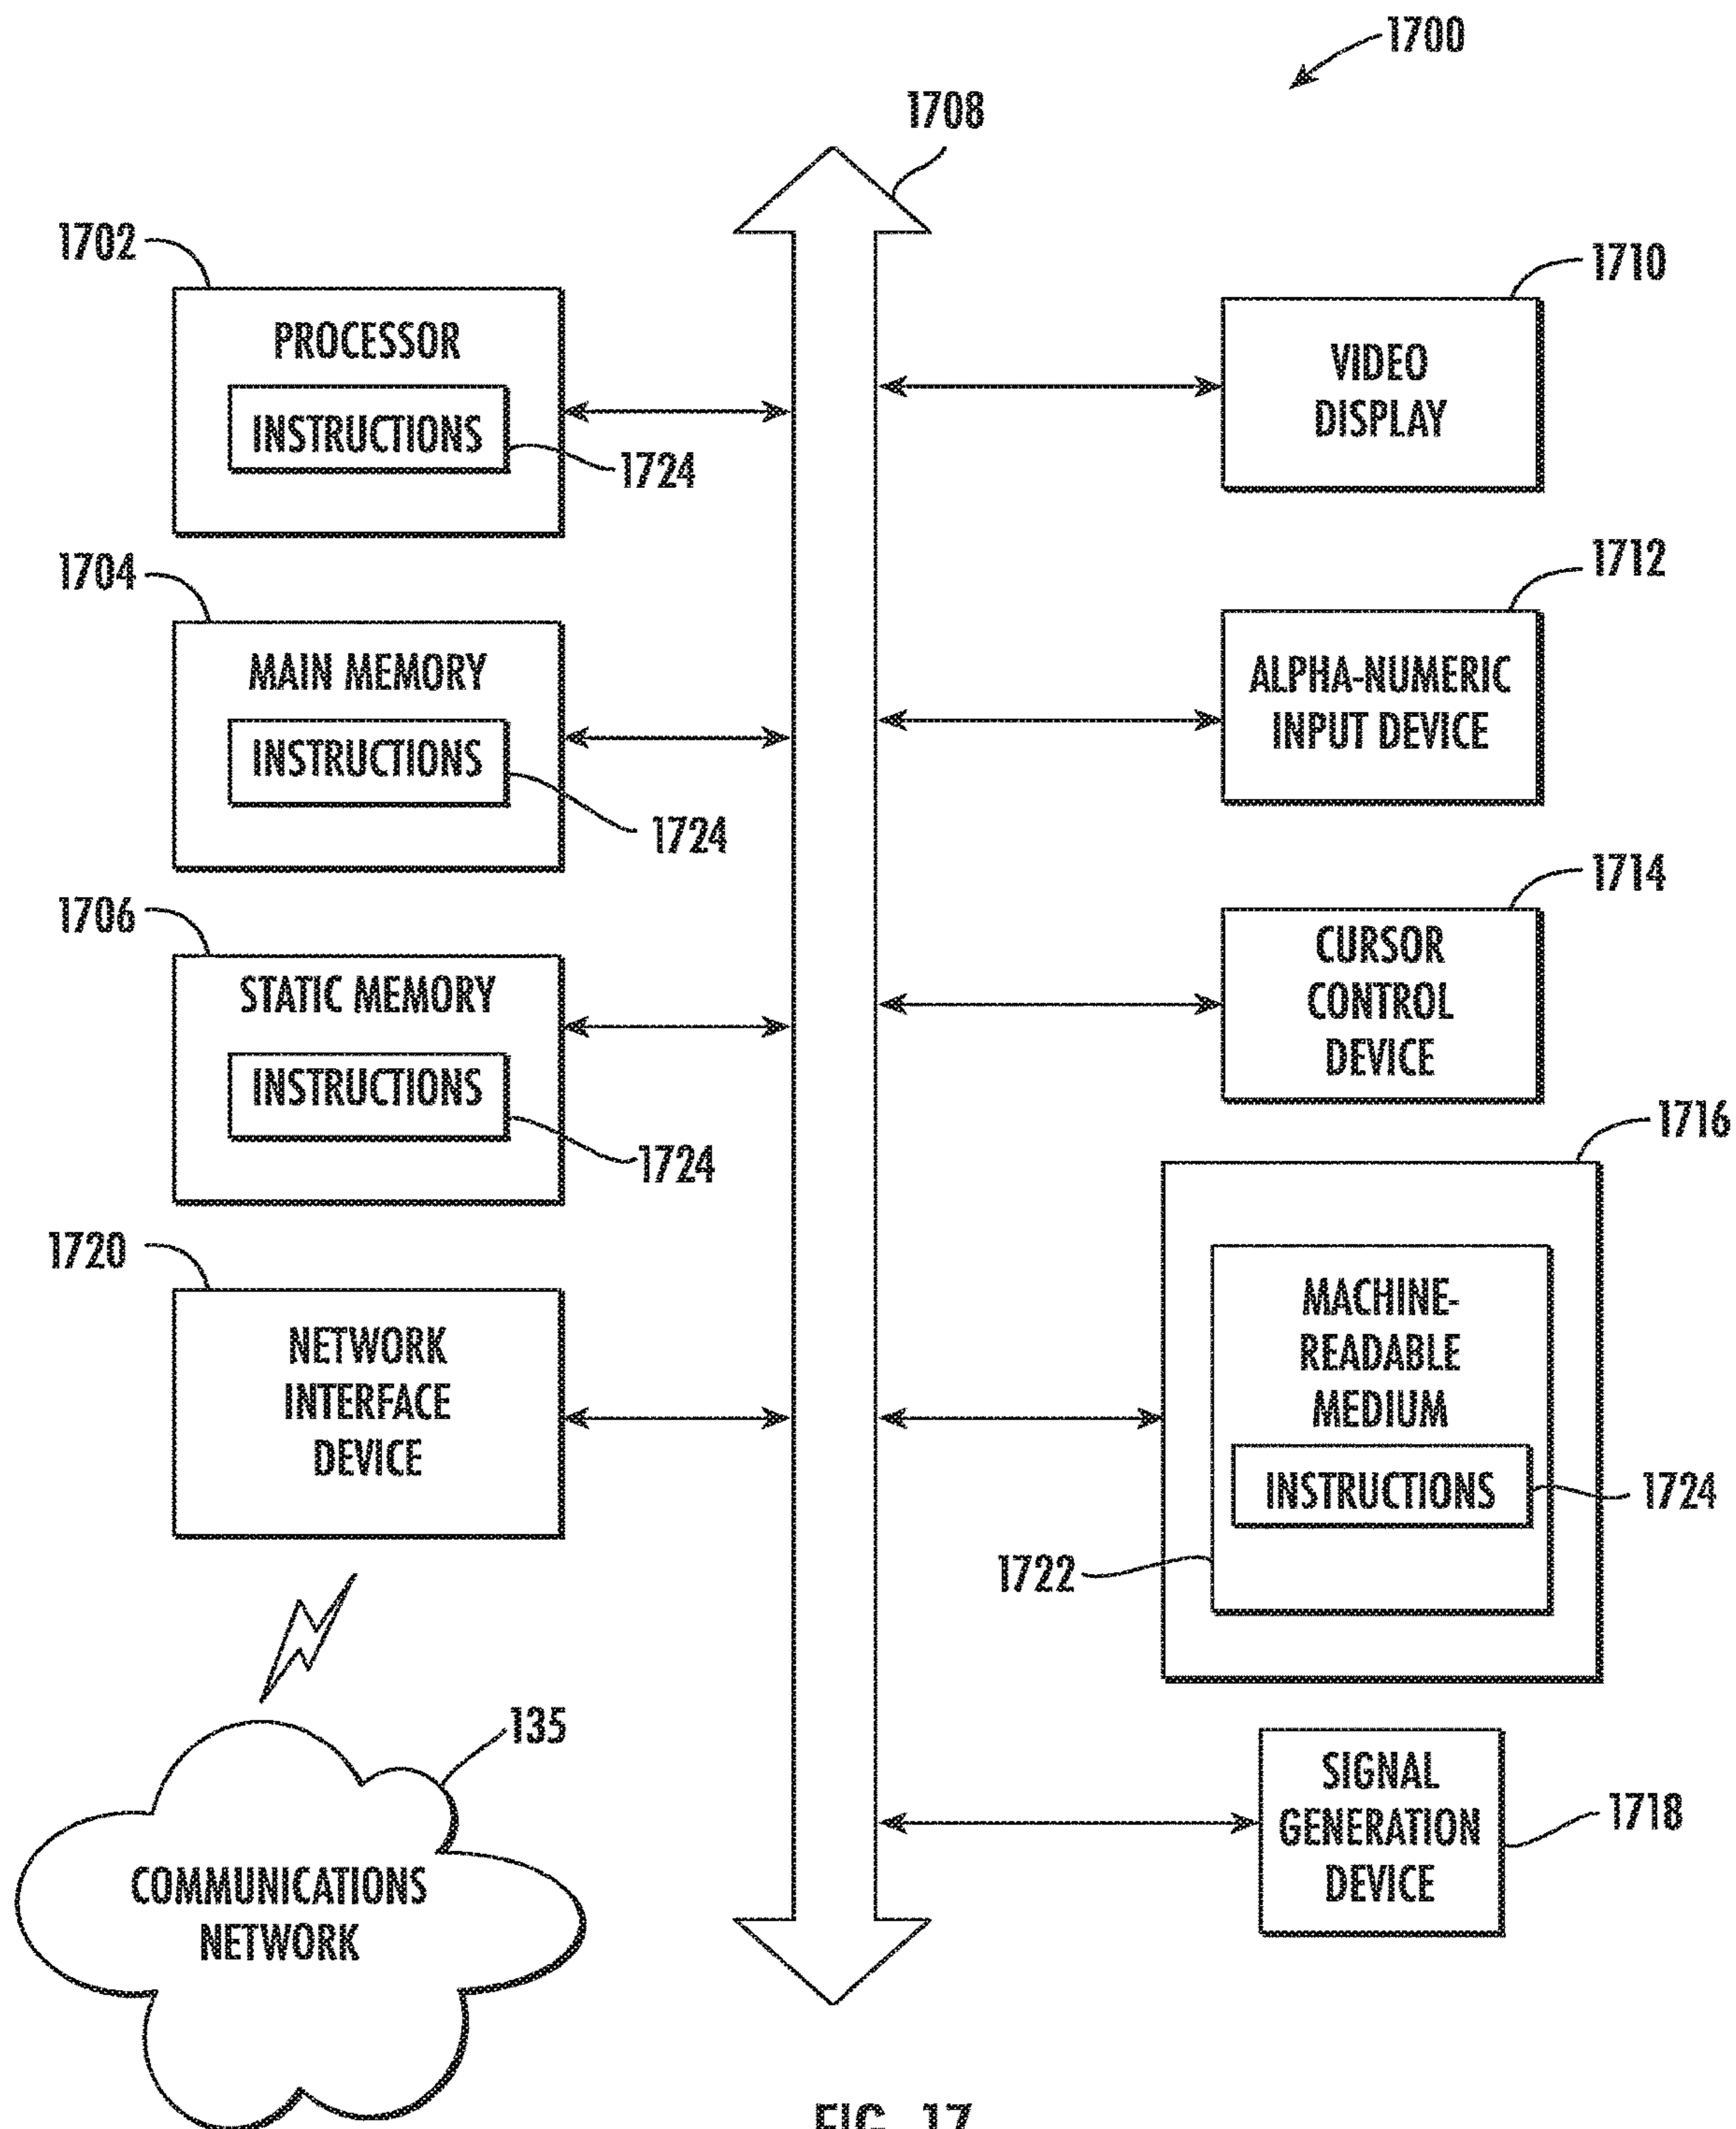 1700
1708
1702
PROCESSOR
INSTRUCTIONS
1724
1710
VIDEO
DISPLAY
1704
MAIN MEMORY
INSTRUCTIONS
1724
1712
ALPHA-NUMERIC
INPUT DEVICE
1706
STATIC MEMORY
INSTRUCTIONS
1724
1714
CURSOR
CONTROL
DEVICE
1720
NETWORK
INTERFACE
DEVICE
1716
MACHINE-
READABLE
MEDIUM
INSTRUCTIONS
1724
1722
135
COMMUNICATIONS
NETWORK
SIGNAL
GENERATION
DEVICE
1718
FIG. 17